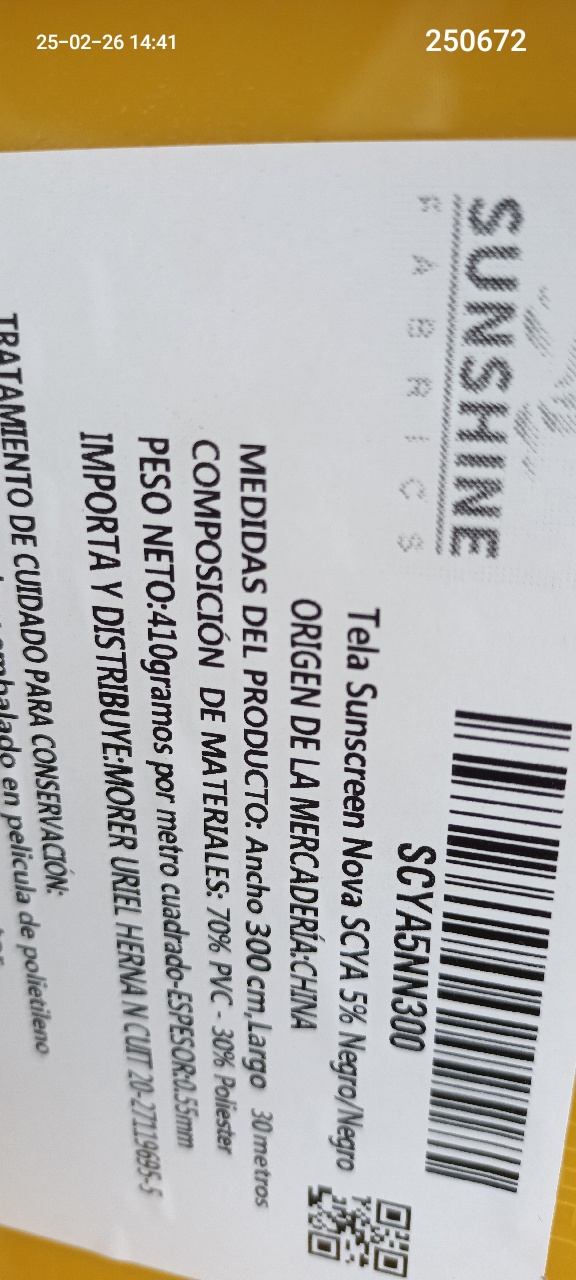 25-02-26 14:41
250672
SUNSHINE
FABRICS
SCYA5NN300
Tela Sunscreen Nova SCYA 5% Negro/Negro
ORIGEN DE LA MERCADERÍA:CHINA
MEDIDAS DEL PRODUCTO: Ancho 300 cm,Largo 30metros
COMPOSICIÓN DE MATERIALES: 70% PVC - 30% Poliester
PESO NETO:410gramos por metro cuadrado-ESPESOR:0.55mm
IMPORTA Y DISTRIBUYE:MORER URIEL HERNA N CUIT 20-27119695-5
TRATAMIENTO DE CUIDADO PARA CONSERVACIÓN:
embalado en película de polietileno